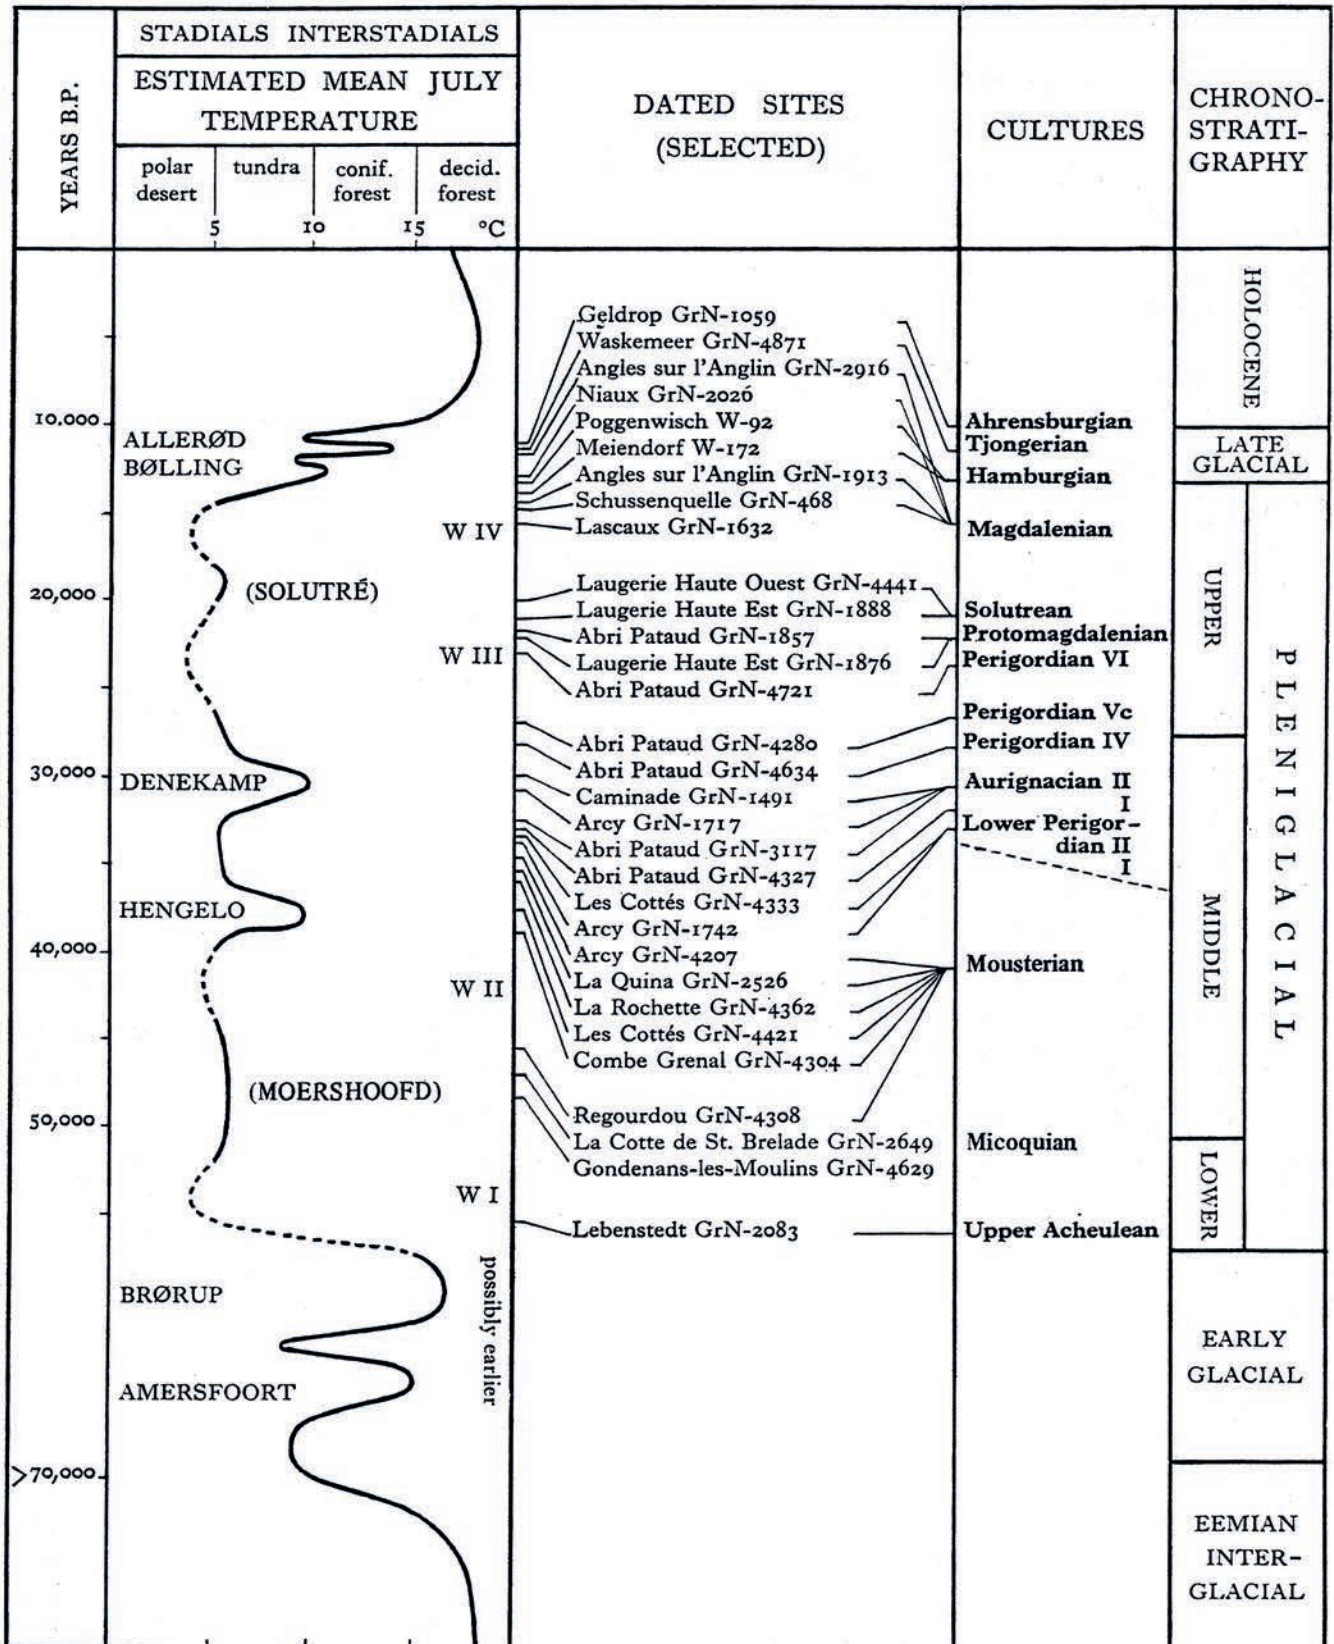 YEARS B.P.
STADIALS INTERSTADIALS
ESTIMATED MEAN JULY
TEMPERATURE
polar desert
tundra
conif. forest
decid. forest
5 10 15 °C
DATED SITES
(SELECTED)
CULTURES
CHRONO-
STRATI-
GRAPHY
10,000
20,000
30,000
40,000
50,000
>70,000
ALLERØD
BØLLING
W IV
(SOLUTRÉ)
W III
DENEKAMP
HENGELO
W II
(MOERSHOOFD)
W I
BRØRUP
possibly earlier
AMERSFOORT
Geldrop GrN-1059
Waskemeer GrN-4871
Angles sur l'Anglin GrN-2916
Niaux GrN-2026
Poggenwisch W-92
Meiendorf W-172
Angles sur l'Anglin GrN-1913
Schussenquelle GrN-468
Lascaux GrN-1632
Laugerie Haute Ouest GrN-4441
Laugerie Haute Est GrN-1888
Abri Pataud GrN-1857
Laugerie Haute Est GrN-1876
Abri Pataud GrN-4721
Abri Pataud GrN-4280
Abri Pataud GrN-4634
Caminade GrN-1491
Arcy GrN-1717
Abri Pataud GrN-3117
Abri Pataud GrN-4327
Les Cottés GrN-4333
Arcy GrN-1742
Arcy GrN-4207
La Quina GrN-2526
La Rochette GrN-4362
Les Cottés GrN-4421
Combe Grenal GrN-4304
Regourdou GrN-4308
La Cotte de St. Brelade GrN-2649
Gondenans-les-Moulins GrN-4629
Lebenstedt GrN-2083
Ahrensburgian
Tjongerian
Hamburgian
Magdalenian
Solutrean
Protomagdalenian
Perigordian VI
Perigordian Vc
Perigordian IV
Aurignacian II
I
Lower Perigor-
dian II
I
Mousterian
Micoquian
Upper Acheulean
HOLOCENE
LATE
GLACIAL
UPPER
MIDDLE
LOWER
PLENIGLACIAL
EARLY
GLACIAL
EEMIAN
INTER-
GLACIAL